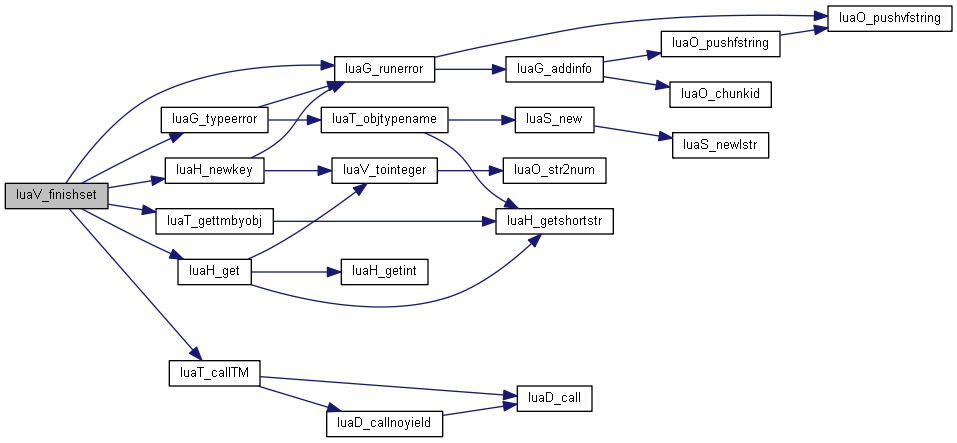 luaO_pushvfstring
luaO_pushfstring
luaG_runerror
luaG_addinfo
luaO_chunkid
luaG_typeerror
luaT_objtypename
luaS_new
luaS_newlstr
luaH_newkey
luaV_tointeger
luaO_str2num
luaV_finishset
luaT_gettmbyobj
luaH_getshortstr
luaH_get
luaH_getint
luaT_callTM
luaD_call
luaD_callnoyield